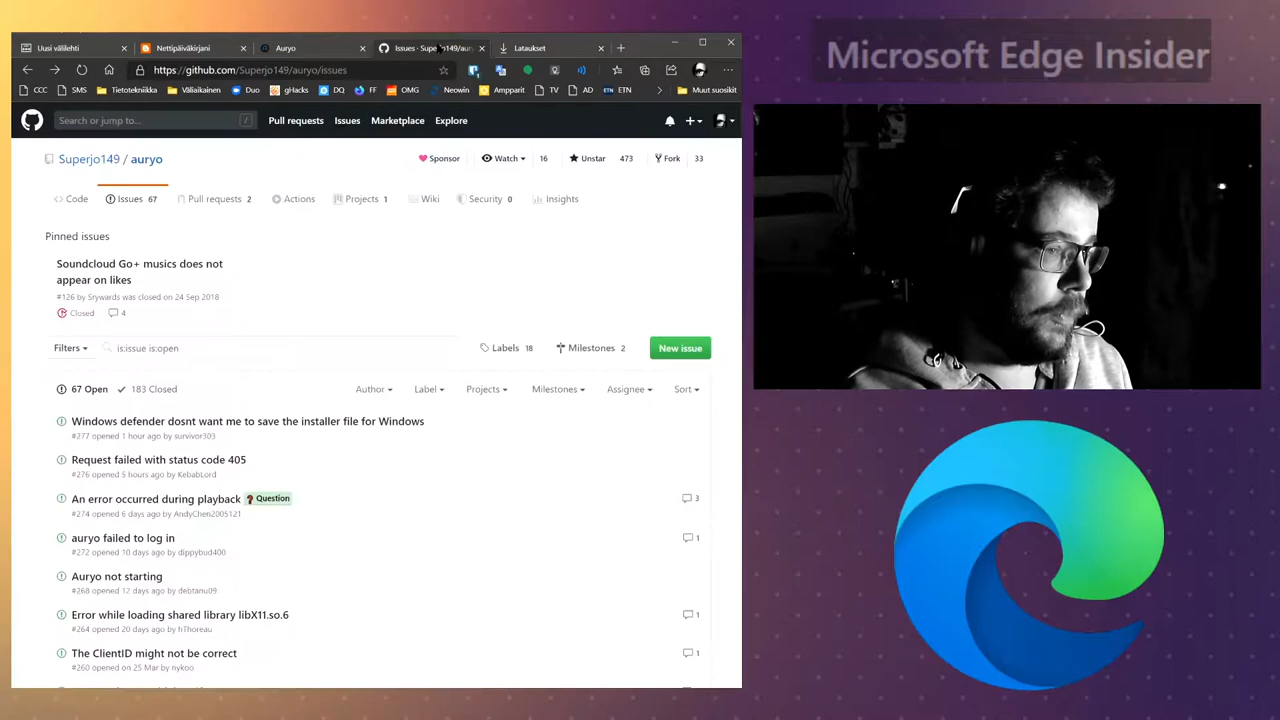 Uusi välilehti
Nettipäiväkirjani
Auryo
Issues · Superjo149/aury
Lataukset
Microsoft Edge Insider
https://github.com/Superjo149/auryo/issues
CCC SMS Tietotekniikka Väliaikainen Duo gHacks DQ FF OMG Neowin Ampparit TV AD ETN Muut suosikit
Search or jump to... / Pull requests Issues Marketplace Explore
Superjo149 / auryo Sponsor Watch 16 Unstar 473 Fork 33
Code Issues 67 Pull requests 2 Actions Projects 1 Wiki Security 0 Insights
Pinned issues
Soundcloud Go+ musics does not
appear on likes
#126 by Srywards was closed on 24 Sep 2018
Closed 4
Filters is:issue is:open Labels 18 Milestones 2 New issue
67 Open 183 Closed Author Label Projects Milestones Assignee Sort
Windows defender dosnt want me to save the installer file for Windows
#277 opened 1 hour ago by survivor303
Request failed with status code 405
#276 opened 5 hours ago by KebabLord
An error occurred during playback ? Question 3
#274 opened 6 days ago by AndyChen2005121
auryo failed to log in 1
#272 opened 10 days ago by dippybud400
Auryo not starting
#268 opened 12 days ago by debtanu09
Error while loading shared library libX11.so.6 1
#264 opened 20 days ago by hThoreau
The ClientID might not be correct 1
#260 opened on 25 Mar by nykoo